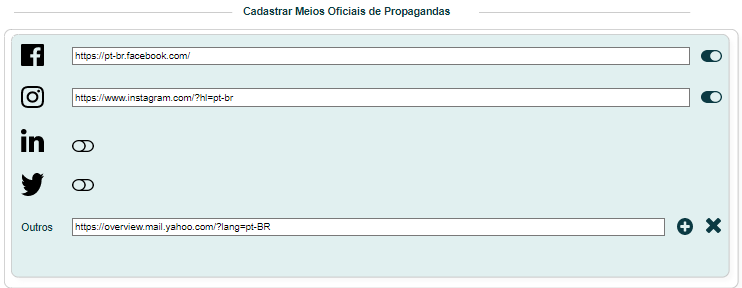 Cadastrar Meios Oficiais de Propagandas
https://pt-br.facebook.com/
https://www.instagram.com/?hl=pt-br
in
Outros https://overview.mail.yahoo.com/?lang=pt-BR